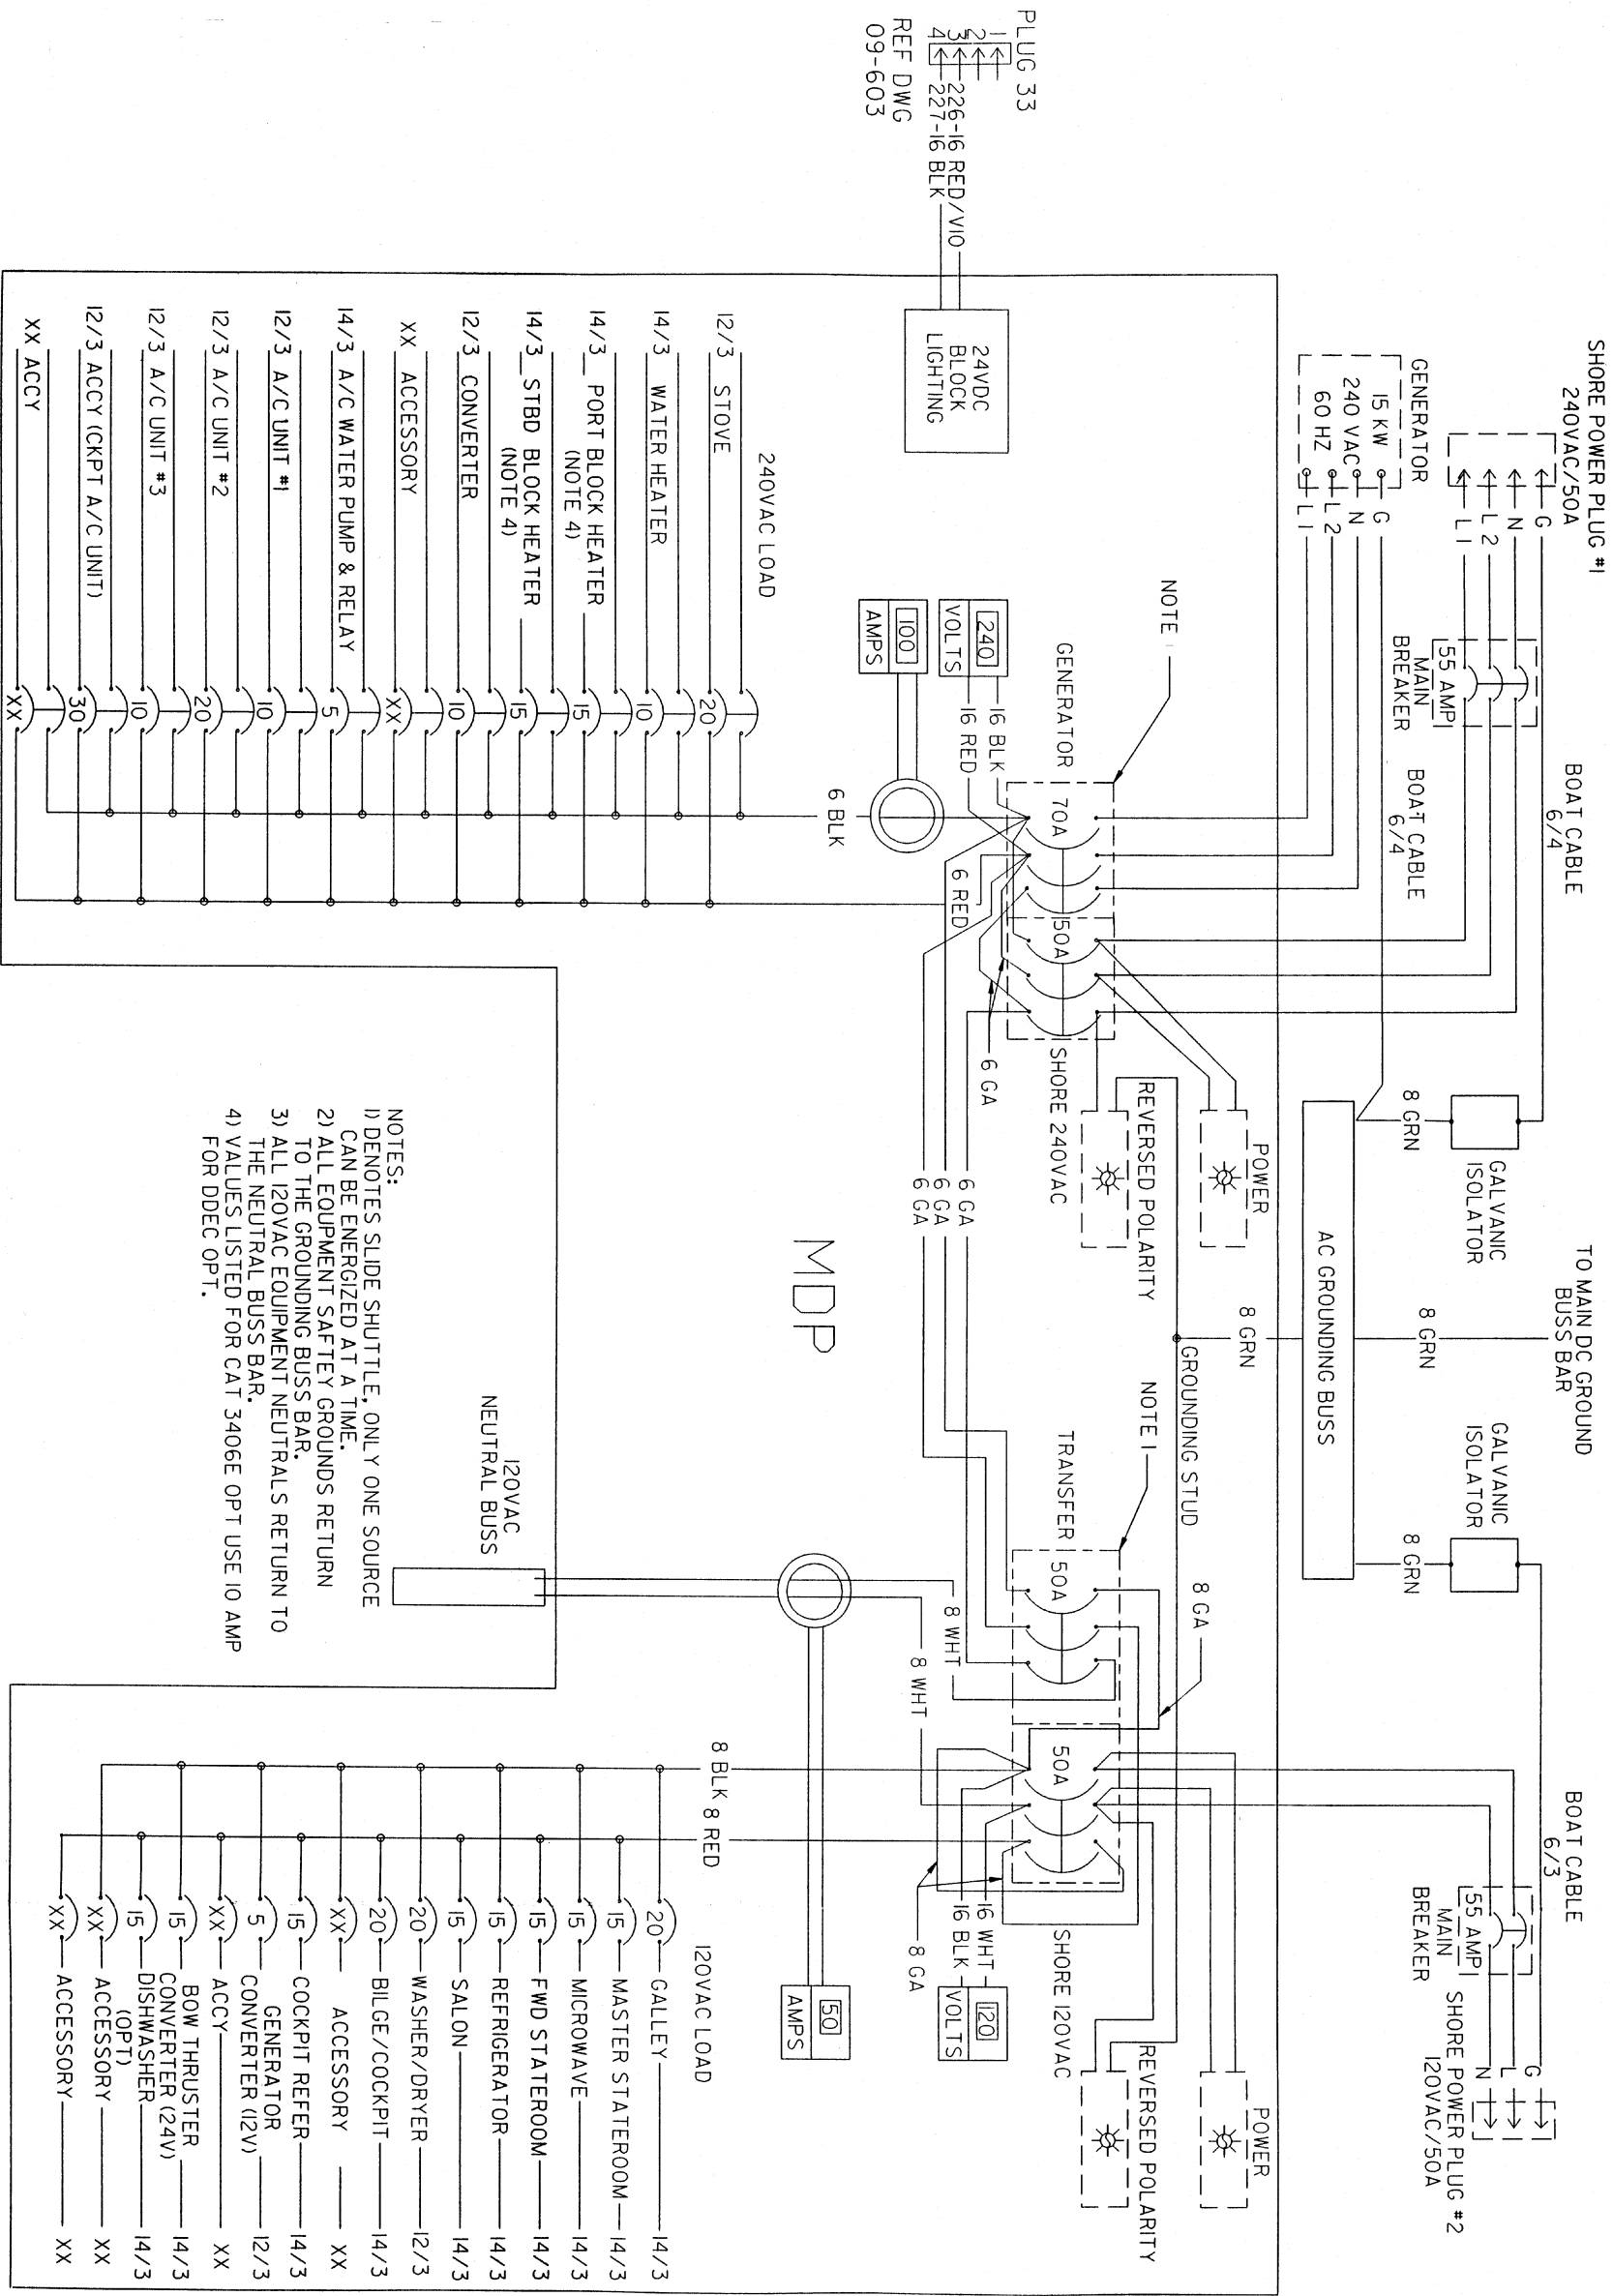 SHORE POWER PLUG #1
240VAC/50A
G
N
L 2
L 1
55 AMP
MAIN
BREAKER
BOAT CABLE
6/4
GENERATOR
15 KW
240 VAC
60 HZ
G
N
L 2
L 1
BOAT CABLE
6/4
GALVANIC
ISOLATOR
8 GRN
TO MAIN DC GROUND
BUSS BAR
8 GRN
AC GROUNDING BUSS
8 GRN
GALVANIC
ISOLATOR
8 GRN
BOAT CABLE
6/3
55 AMP
MAIN
BREAKER
G
L
N
SHORE POWER PLUG #2
120VAC/50A
PLUG 33
1
2
3
4
226-16 RED/VIO
227-16 BLK
REF DWG
09-603
24VDC
BLOCK
LIGHTING
NOTE 1
GENERATOR
70A
50A
SHORE 240VAC
240
VOLTS
16 BLK
16 RED
100
AMPS
6 BLK
6 RED
6 GA
POWER
REVERSED POLARITY
GROUNDING STUD
6 GA
6 GA
6 GA
NOTE 1
TRANSFER
50A
8 GA
50A
SHORE 120VAC
8 WHT
8 WHT
16 WHT
16 BLK
8 GA
120
VOLTS
50
AMPS
POWER
REVERSED POLARITY
MDP
240VAC LOAD
12/3 STOVE 20
14/3 WATER HEATER 10
14/3 PORT BLOCK HEATER 15
(NOTE 4)
14/3 STBD BLOCK HEATER 15
(NOTE 4)
12/3 CONVERTER 10
XX ACCESSORY XX
14/3 A/C WATER PUMP & RELAY 5
12/3 A/C UNIT #1 10
12/3 A/C UNIT #2 20
12/3 A/C UNIT #3 10
12/3 ACCY (CKPT A/C UNIT) 30
XX ACCY XX
120VAC
NEUTRAL BUSS
NOTES:
1) DENOTES SLIDE SHUTTLE, ONLY ONE SOURCE
CAN BE ENERGIZED AT A TIME.
2) ALL EQUPMENT SAFTEY GROUNDS RETURN
TO THE GROUNDING BUSS BAR.
3) ALL 120VAC EQUIPMENT NEUTRALS RETURN TO
THE NEUTRAL BUSS BAR.
4) VALUES LISTED FOR CAT 3406E OPT USE 10 AMP
FOR DDEC OPT.
8 BLK
8 RED
120VAC LOAD
20 GALLEY 14/3
15 MASTER STATEROOM 14/3
15 MICROWAVE 14/3
15 FWD STATEROOM 14/3
15 REFRIGERATOR 14/3
15 SALON 14/3
20 WASHER/DRYER 12/3
20 BILGE/COCKPIT 14/3
XX ACCESSORY XX
15 COCKPIT REFER 14/3
5 GENERATOR
CONVERTER (12V) 12/3
XX ACCY XX
15 BOW THRUSTER
CONVERTER (24V) 14/3
15 DISHWASHER 14/3
(OPT)
XX ACCESSORY XX
XX ACCESSORY XX